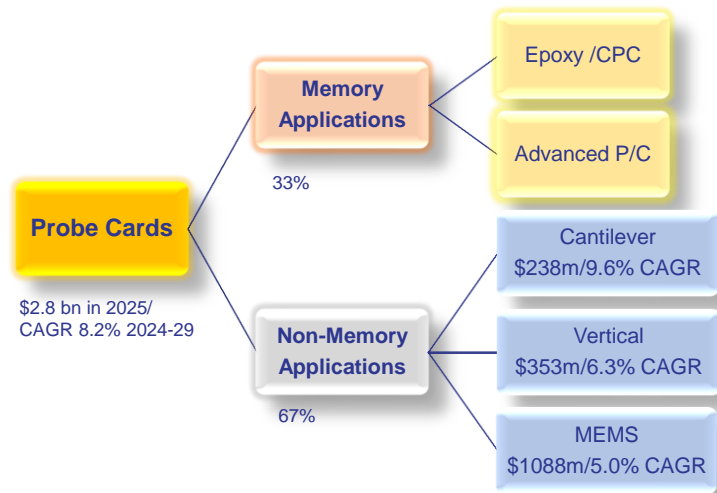 Probe Cards
$2.8 bn in 2025/
CAGR 8.2% 2024-29
Memory
Applications
33%
Epoxy /CPC
Advanced P/C
Non-Memory
Applications
67%
Cantilever
$238m/9.6% CAGR
Vertical
$353m/6.3% CAGR
MEMS
$1088m/5.0% CAGR